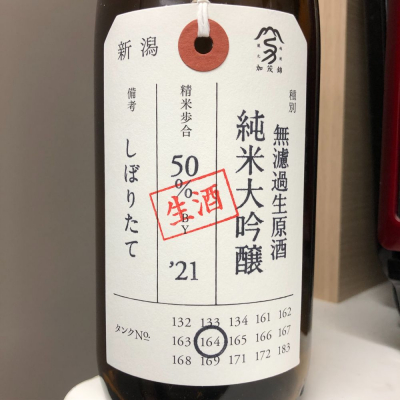 加茂錦
種別
無濾過生原酒
純米大吟醸
精米歩合
50%
BY
'21
生酒
新潟
備考
しぼりたて
タンクNo.
132 133 134 161 162
163 164 165 166 167
168 169 171 172 183